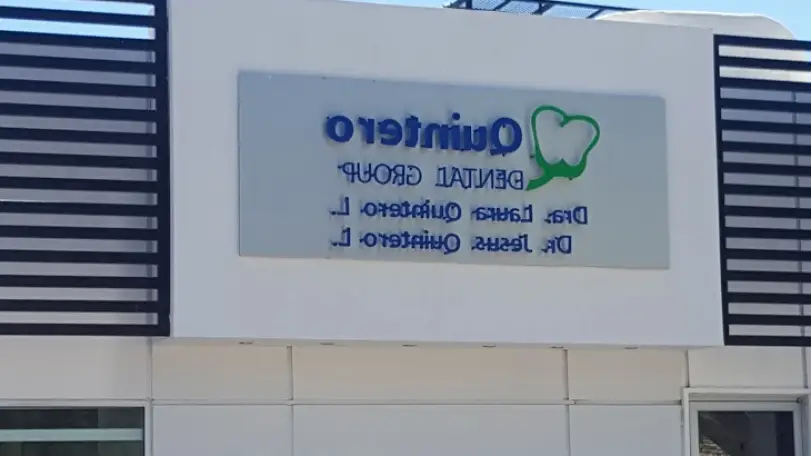 Quintero
DENTAL GROUP
Dra. Laura Quintero L.
Dr. Jesus Quintero L.